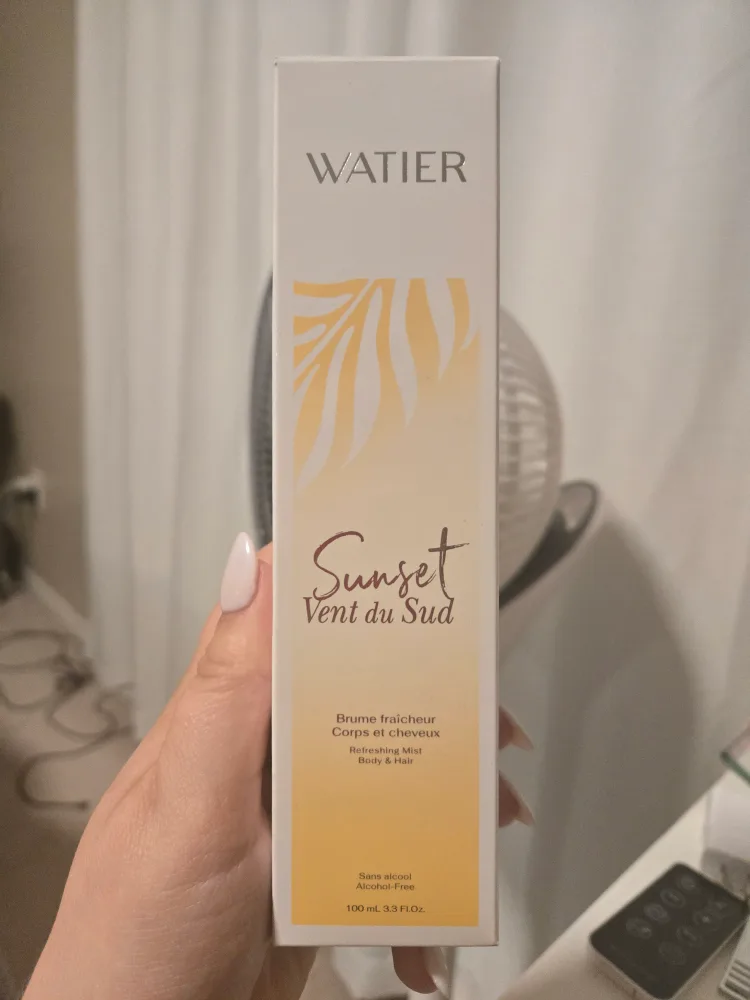 WATIER
Sunset
Vent du Sud
Brume fraîcheur
Corps et cheveux
Refreshing Mist
Body & Hair
Sans alcool
Alcohol-Free
100 mL 3.3 Fl.Oz.